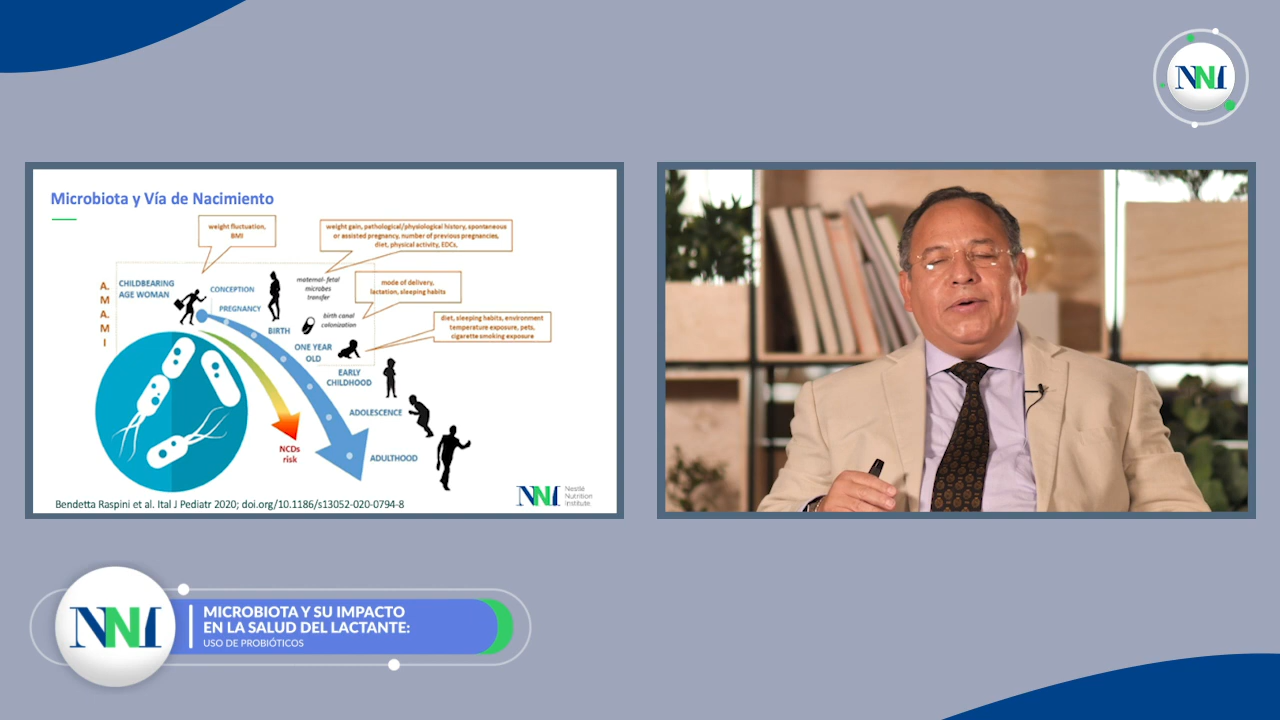 NNI
Microbiota y Vía de Nacimiento
weight fluctuation,
BMI
weight gain, pathological/physiological history, spontaneous
or assisted pregnancy, number of previous pregnancies,
diet, physical activity, EDCs,
A.
M
A
M
I
CHILDBEARING
AGE WOMAN
CONCEPTION
PREGNANCY
maternal- fetal
microbes
transfer
mode of delivery,
lactation, sleeping habits
BIRTH
birth canal
colonization
diet, sleeping habits, environment
temperature exposure, pets,
cigarette smoking exposure
ONE YEAR
OLD
EARLY
CHILDHOOD
ADOLESCENCE
NCDs
risk
ADULTHOOD
Bendetta Raspini et al. Ital J Pediatr 2020; doi.org/10.1186/s13052-020-0794-8
NNI
Nestlé
Nutrition
Institute
NNI
MICROBIOTA Y SU IMPACTO
EN LA SALUD DEL LACTANTE:
USO DE PROBIÓTICOS